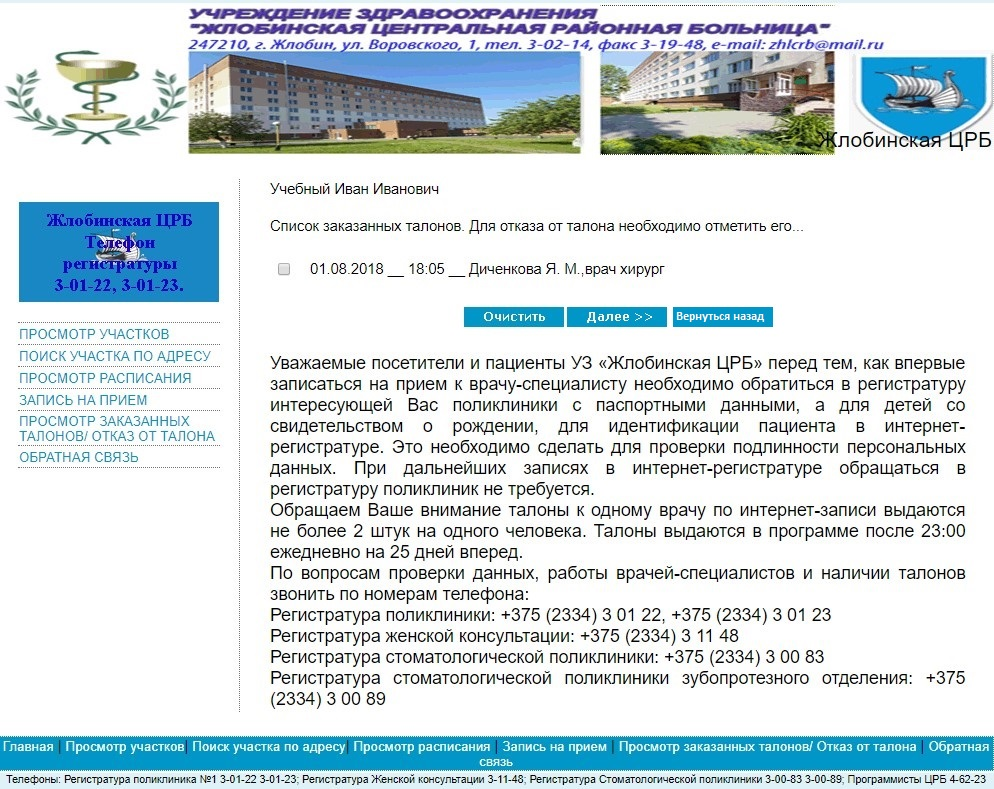 УЧРЕЖДЕНИЕ ЗДРАВООХРАНЕНИЯ
"ЖЛОБИНСКАЯ ЦЕНТРАЛЬНАЯ РАЙОННАЯ БОЛЬНИЦА"
247210, г. Жлобин, ул. Воровского, 1, тел. 3-02-14, факс 3-19-48, e-mail: zhlcrb@mail.ru
Жлобинская ЦРБ
Жлобинская ЦРБ
Телефон
регистратуры
3-01-22, 3-01-23.
ПРОСМОТР УЧАСТКОВ
ПОИСК УЧАСТКА ПО АДРЕСУ
ПРОСМОТР РАСПИСАНИЯ
ЗАПИСЬ НА ПРИЕМ
ПРОСМОТР ЗАКАЗАННЫХ
ТАЛОНОВ/ ОТКАЗ ОТ ТАЛОНА
ОБРАТНАЯ СВЯЗЬ
Учебный Иван Иванович
Список заказанных талонов. Для отказа от талона необходимо отметить его...
01.08.2018 __ 18:05 __ Диченкова Я. М.,врач хирург
Очистить Далее >> Вернуться назад
Уважаемые посетители и пациенты УЗ «Жлобинская ЦРБ» перед тем, как впервые
записаться на прием к врачу-специалисту необходимо обратиться в регистратуру
интересующей Вас поликлиники с паспортными данными, а для детей со
свидетельством о рождении, для идентификации пациента в интернет-
регистратуре. Это необходимо сделать для проверки подлинности персональных
данных. При дальнейших записях в интернет-регистратуре обращаться в
регистратуру поликлиник не требуется.
Обращаем Ваше внимание талоны к одному врачу по интернет-записи выдаются
не более 2 штук на одного человека. Талоны выдаются в программе после 23:00
ежедневно на 25 дней вперед.
По вопросам проверки данных, работы врачей-специалистов и наличии талонов
звонить по номерам телефона:
Регистратура поликлиники: +375 (2334) 3 01 22, +375 (2334) 3 01 23
Регистратура женской консультации: +375 (2334) 3 11 48
Регистратура стоматологической поликлиники: +375 (2334) 3 00 83
Регистратура стоматологической поликлиники зубопротезного отделения: +375
(2334) 3 00 89
Главная | Просмотр участков| Поиск участка по адресу| Просмотр расписания | Запись на прием | Просмотр заказанных талонов/ Отказ от талона | Обратная
связь
Телефоны: Регистратура поликлиника №1 3-01-22 3-01-23; Регистратура Женской консультации 3-11-48; Регистратура Стоматологической поликлиники 3-00-83 3-00-89; Программисты ЦРБ 4-62-23